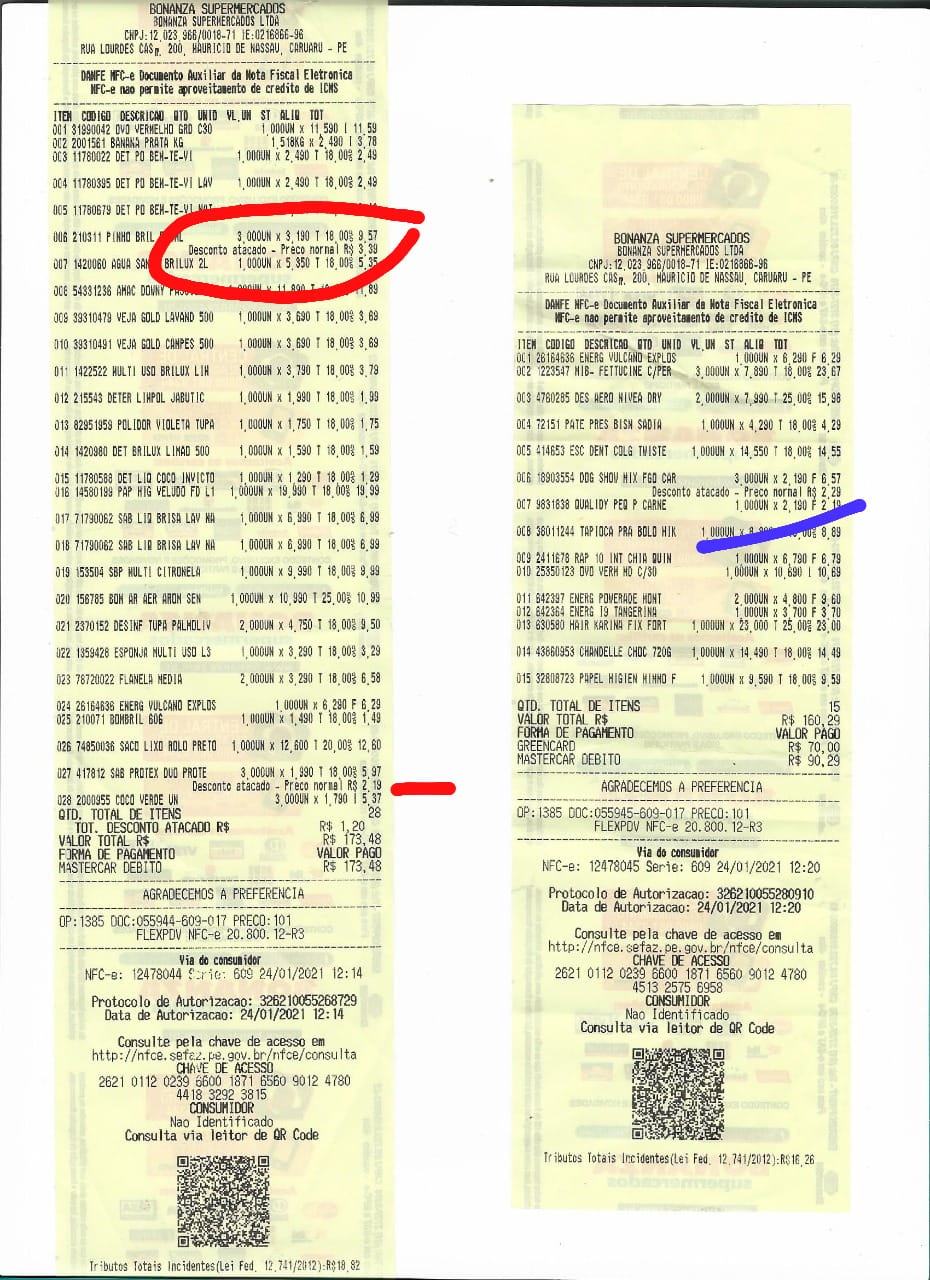 BONANZA SUPERMERCADOS
BONANZA SUPERMERCADOS LTDA
CNPJ:12.023.966/0018-71 IE:0216866-96
RUA LOURDES CASm, 200, MAURICIO DE NASSAU, CARUARU - PE
DANFE NFC-e Documento Auxiliar da Nota Fiscal Eletronica
NFC-e nao permite aproveitamento de credito de ICMS
ITEM CODIGO DESCRICAO QTD UNID VL.UN ST ALIQ TOT
001 31890042 OVO VERMELHO GRD C30 1,000UN x 11,590 I 11,59
002 2001561 BANANA PRATA KG 1,518KG x 2,490 I 3,78
003 11780022 DET PO BEM-TE-VI 1,000UN x 2,490 T 18,00% 2,49
004 11780395 DET PO BEM-TE-VI LAV 1,000UN x 2,490 T 18,00% 2,49
005 11780679 DET PO BEM-TE-VI
006 210311 PINHO BRIL 3,000UN x 3,190 T 18,00% 9,57
Desconto atacado - Preco normal R$ 3,39
007 1420060 AGUA SAN BRILUX 2L 1,000UN x 5,350 T 18,00% 5,35
008 54331236 AMAC DOWNY
009 39310479 VEJA GOLD LAVAND 500 1,000UN x 3,690 T 18,00% 3,69
010 39310491 VEJA GOLD CAMPES 500 1,000UN x 3,690 T 18,00% 3,69
011 1422522 MULTI USO BRILUX LIM 1,000UN x 3,790 T 18,00% 3,79
012 215543 DETER LIMPOL JABUTIC 1,000UN x 1,990 T 18,00% 1,99
013 82951959 POLIDOR VIOLETA TUPA 1,000UN x 1,750 T 18,00% 1,75
014 1420980 DET BRILUX LIMAO 500 1,000UN x 1,590 T 18,00% 1,59
015 11780588 DET LIQ COCO INVICTO 1,000UN x 1,290 T 18,00% 1,29
016 14580199 PAP HIG VELUDO FD L1 1,000UN x 19,990 T 18,00% 19,99
017 71790062 SAB LIQ BRISA LAV NA 1,000UN x 6,990 T 18,00% 6,99
018 71790062 SAB LIQ BRISA LAV NA 1,000UN x 6,990 T 18,00% 6,99
019 153504 SBP MULTI CITRONELA 1,000UN x 9,990 T 18,00% 9,99
020 156785 BOM AR AER AROM SEN 1,000UN x 10,990 T 25,00% 10,99
021 2370152 DESINF TUPA PALMOLIV 2,000UN x 4,750 T 18,00% 9,50
022 1359428 ESPONJA MULTI USO L3 1,000UN x 3,290 T 18,00% 3,29
023 78720022 FLANELA MEDIA 2,000UN x 3,290 T 18,00% 6,58
024 26164636 ENERG VULCANO EXPLOS 1,000UN x 6,290 F 6,29
025 210071 BOMBRIL 60G 1,000UN x 1,490 T 18,00% 1,49
026 74850036 SACO LIXO ROLO PRETO 1,000UN x 12,600 T 20,00% 12,60
027 417812 SAB PROTEX DUO PROTE 3,000UN x 1,990 T 18,00% 5,97
Desconto atacado - Preco normal R$ 2,19
028 2000955 COCO VERDE UN 3,000UN x 1,790 I 5,37
QTD. TOTAL DE ITENS 28
TOT. DESCONTO ATACADO R$ R$ 1,20
VALOR TOTAL R$ R$ 173,48
FORMA DE PAGAMENTO VALOR PAGO
MASTERCAR DEBITO R$ 173,48
AGRADECEMOS A PREFERENCIA
OP:1385 DOC:055944-609-017 PRECO:101
FLEXPDV NFC-e 20.800.12-R3
Via do consumidor
NFC-e: 12478044 Serie: 609 24/01/2021 12:14
Protocolo de Autorizacao: 326210055268729
Data de Autorizacao: 24/01/2021 12:14
Consulte pela chave de acesso em
http://nfce.sefaz.pe.gov.br/nfce/consulta
CHAVE DE ACESSO
2621 0112 0239 6600 1871 6560 9012 4780
4418 3292 3815
CONSUMIDOR
Nao Identificado
Consulta via leitor de QR Code
Tributos Totais Incidentes(Lei Fed. 12.741/2012):R$18,82
BONANZA SUPERMERCADOS
BONANZA SUPERMERCADOS LTDA
CNPJ:12.023.966/0018-71 IE:0216866-96
RUA LOURDES CASm, 200, MAURICIO DE NASSAU, CARUARU - PE
DANFE NFC-e Documento Auxiliar da Nota Fiscal Eletronica
NFC-e nao permite aproveitamento de credito de ICMS
ITEM CODIGO DESCRICAO QTD UNID VL.UN ST ALIQ TOT
001 26164636 ENERG VULCANO EXPLOS 1,000UN x 6,290 F 6,29
002 1223547 MIB- FETTUCINE C/PER 3,000UN x 7,890 T 18,00% 23,67
003 4760285 DES AERO NIVEA DRY 2,000UN x 7,990 T 25,00% 15,98
004 72151 PATE PRES BISN SADIA 1,000UN x 4,290 T 18,00% 4,29
005 414653 ESC DENT COLG TWISTE 1,000UN x 14,550 T 18,00% 14,55
006 18903554 DOG SHOW MIX FGO CAR 3,000UN x 2,190 F 6,57
Desconto atacado - Preco normal R$ 2,29
007 9831638 QUALIDY PEQ P CARNE 1,000UN x 2,190 F 2,19
008 38011244 TAPIOCA PRA BOLO MIK 8,89
009 2411678 RAP 10 INT CHIA QUIN 1,000UN x 6,790 F 6,79
010 25350123 OVO VERM MD C/30 1,000UN x 10,690 I 10,69
011 642397 ENERG POWERADE MONT 2,000UN x 4,800 F 9,60
012 642364 ENERG I9 TANGERINA 1,000UN x 3,700 F 3,70
013 630580 HAIR KARINA FIX FORT 1,000UN x 23,000 T 25,00% 23,00
014 43860953 CHANDELLE CHOC 720G 1,000UN x 14,490 T 18,00% 14,49
015 32808723 PAPEL HIGIEN MIMMO F 1,000UN x 9,590 T 18,00% 9,59
QTD. TOTAL DE ITENS 15
VALOR TOTAL R$ R$ 160,29
FORMA DE PAGAMENTO VALOR PAGO
GREENCARD R$ 70,00
MASTERCAR DEBITO R$ 90,29
AGRADECEMOS A PREFERENCIA
OP:1385 DOC:055945-609-017 PRECO:101
FLEXPDV NFC-e 20.800.12-R3
Via do consumidor
NFC-e: 12478045 Serie: 609 24/01/2021 12:20
Protocolo de Autorizacao: 326210055280910
Data de Autorizacao: 24/01/2021 12:20
Consulte pela chave de acesso em
http://nfce.sefaz.pe.gov.br/nfce/consulta
CHAVE DE ACESSO
2621 0112 0239 6600 1871 6560 9012 4780
4513 2575 6958
CONSUMIDOR
Nao Identificado
Consulta via leitor de QR Code
Tributos Totais Incidentes(Lei Fed. 12.741/2012):R$16,26